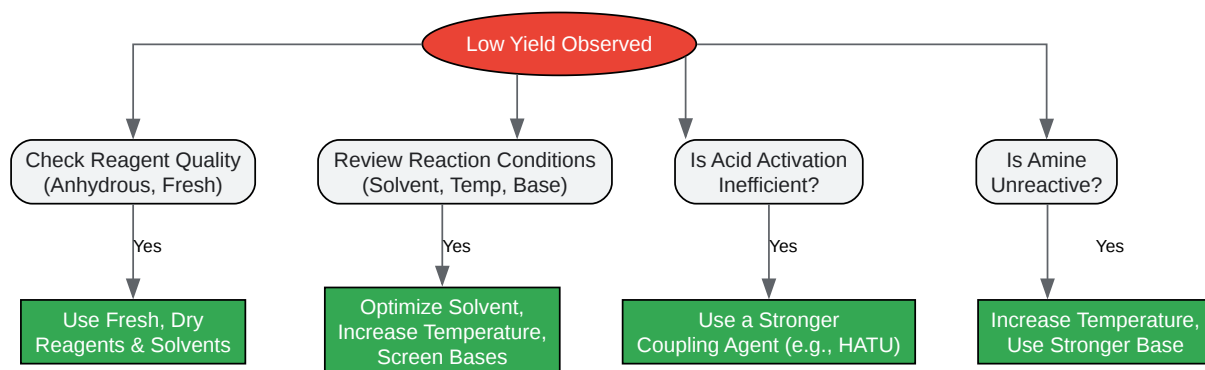 Low Yield Observed
Check Reagent Quality
(Anhydrous, Fresh)
Review Reaction Conditions
(Solvent, Temp, Base)
Is Acid Activation
Inefficient?
Is Amine
Unreactive?
Yes
Yes
Yes
Yes
Use Fresh, Dry
Reagents & Solvents
Optimize Solvent,
Increase Temperature,
Screen Bases
Use a Stronger
Coupling Agent (e.g., HATU)
Increase Temperature,
Use Stronger Base